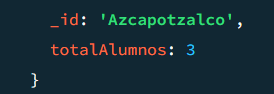 _id: 'Azcapotzalco',
totalAlumnos: 3
}